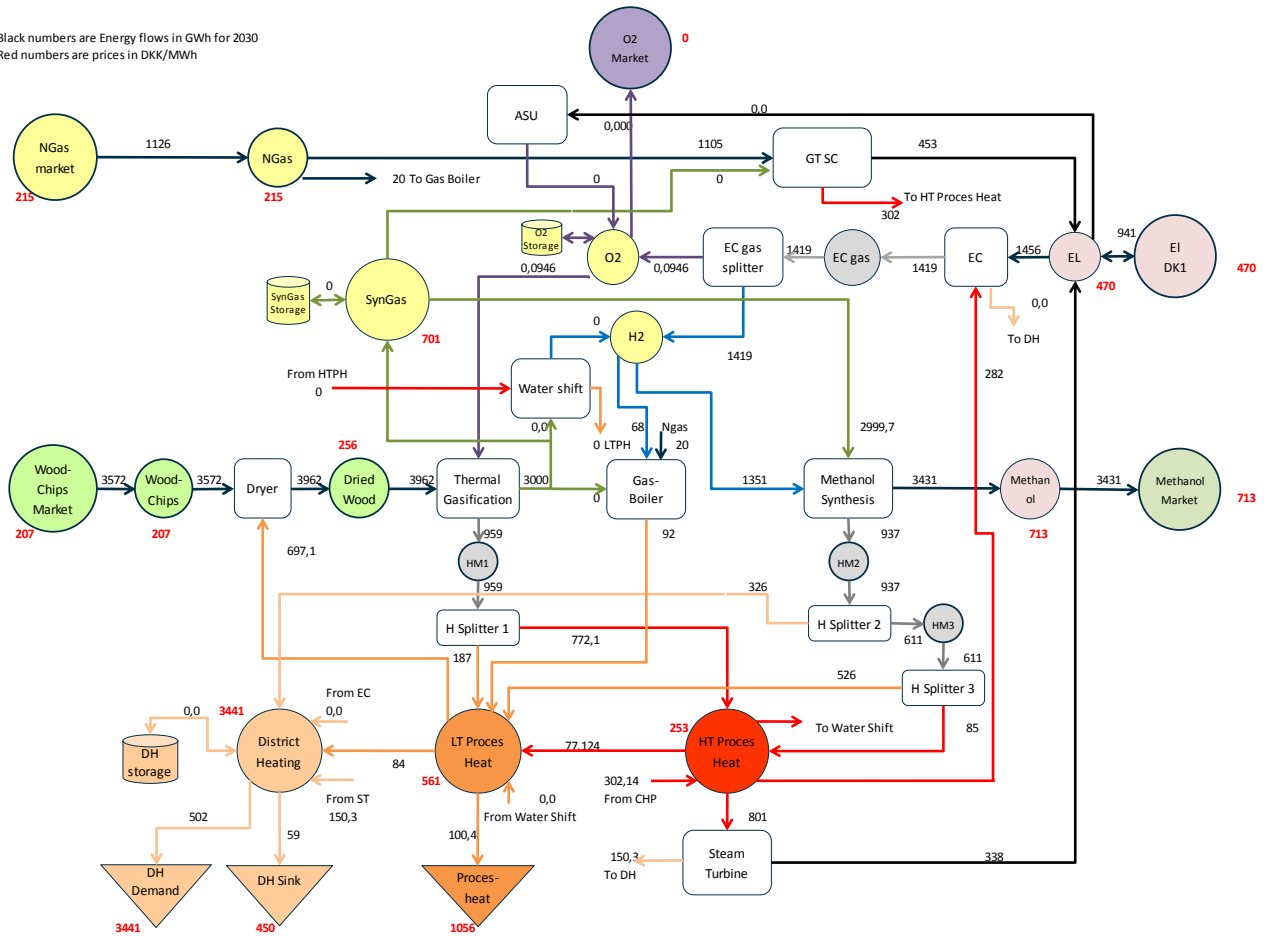 Black numbers are Energy flows in GWh for 2030
Red numbers are prices in DKK/MWh
O2
Market
0
ASU
0,0
0,000
NGas
market
215
1126
NGas
215
1105
20 To Gas Boiler
0
GT SC
453
To HT Proces Heat
302
0
O2
Storage
O2
0,0946
0,0946
EC gas
splitter
1419
EC gas
1419
EC
1456
EL
470
941
El
DK1
470
0,0
To DH
SynGas
Storage
0
SynGas
701
0
H2
1419
282
From HTPH
0
Water shift
0,0
0 LTPH
68
Ngas
20
2999,7
Wood-
Chips
Market
207
3572
Wood-
Chips
207
3572
Dryer
3962
256
Dried
Wood
3962
Thermal
Gasification
3000
0
Gas-
Boiler
1351
Methanol
Synthesis
3431
Methan
ol
713
3431
Methanol
Market
713
697,1
959
HM1
959
92
937
HM2
937
326
H Splitter 1
772,1
187
H Splitter 2
611
HM3
611
526
H Splitter 3
85
0,0
DH
storage
3441
District
Heating
From EC
0,0
84
From ST
150,3
LT Proces
Heat
561
77,124
253
HT Proces
Heat
To Water Shift
302,14
From CHP
0,0
From Water Shift
502
59
100,4
801
DH
Demand
3441
DH Sink
450
Proces-
heat
1056
150,3
To DH
Steam
Turbine
338